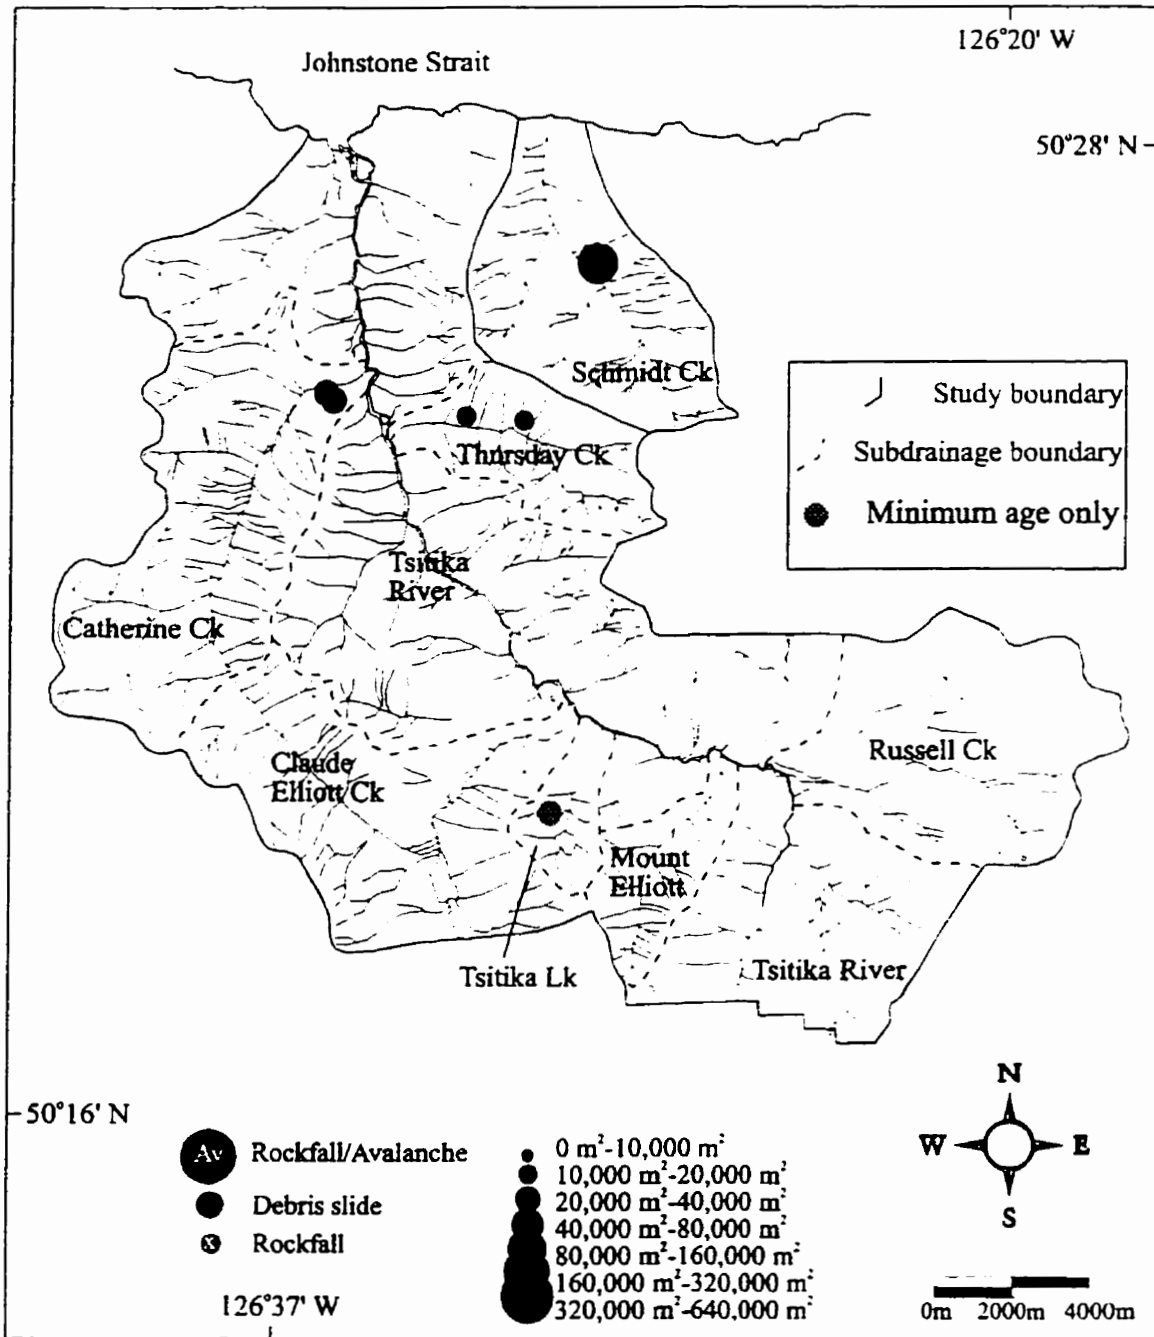 126°20' W
Johnstone Strait
50°28' N
Schmidt Ck
Study boundary
Subdrainage boundary
Minimum age only
Thursday Ck
Tsitika
River
Catherine Ck
Russell Ck
Claude
Elliott Ck
Mount
Elliott
Tsitika Lk
Tsitika River
N
W
E
S
50°16' N
Av Rockfall/Avalanche
Debris slide
x Rockfall
0 m²-10,000 m²
10,000 m²-20,000 m²
20,000 m²-40,000 m²
40,000 m²-80,000 m²
80,000 m²-160,000 m²
160,000 m²-320,000 m²
320,000 m²-640,000 m²
126°37' W
0m 2000m 4000m